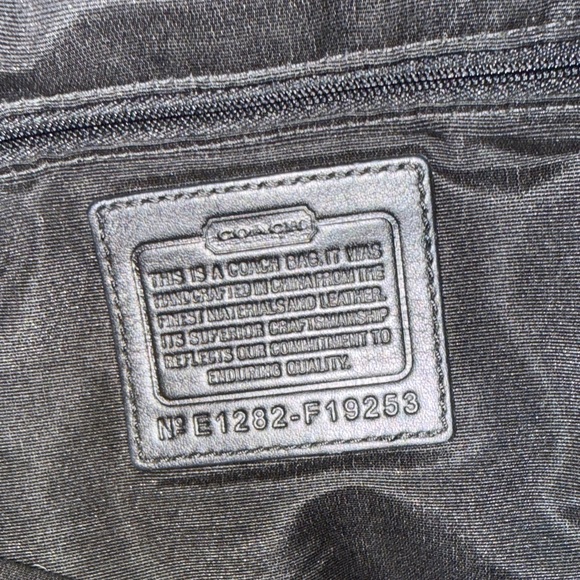 COACH
THIS IS A COACH BAG. IT WAS
HANDCRAFTED IN CHINA FROM THE
FINEST MATERIALS AND LEATHER.
ITS SUPERIOR CRAFTSMANSHIP
REFLECTS OUR COMMITMENT TO
ENDURING QUALITY.
Nº E1282-F19253